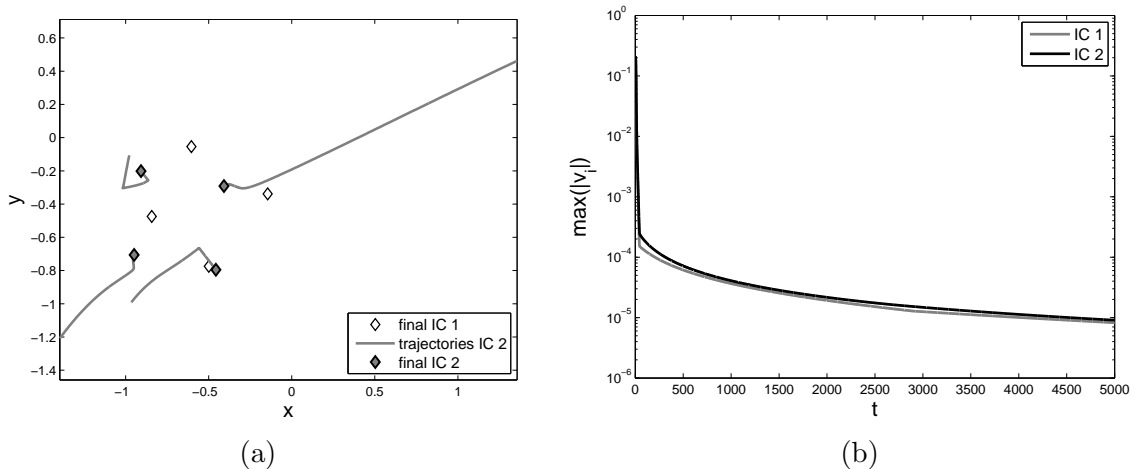 0.6
0.4
0.2
0
−0.2
−0.4
−0.6
−0.8
−1
−1.2
−1.4
y
−1 −0.5 0 0.5 1
x
final IC 1
trajectories IC 2
final IC 2
(a)
10^0
10^−1
10^−2
10^−3
10^−4
10^−5
10^−6
max(|v_i|)
0 500 1000 1500 2000 2500 3000 3500 4000 4500 5000
t
IC 1
IC 2
(b)